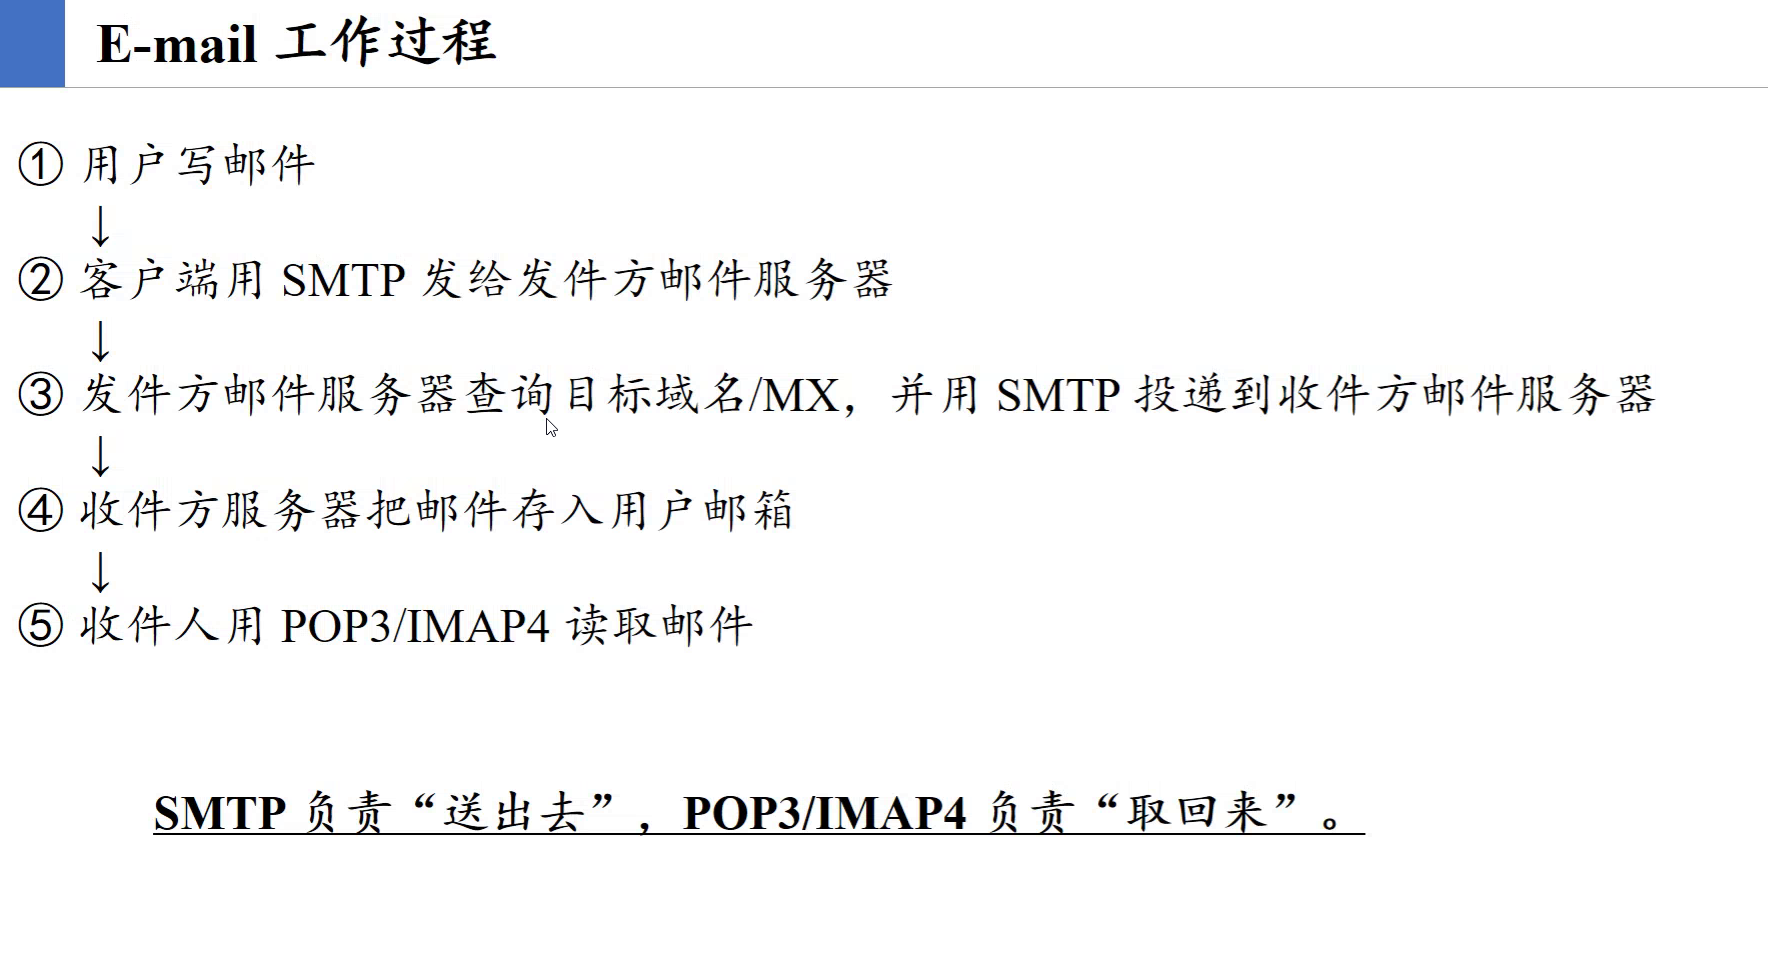 E-mail 工作过程
① 用户写邮件
↓
② 客户端用 SMTP 发给发件方邮件服务器
↓
③ 发件方邮件服务器查询目标域名/MX，并用 SMTP 投递到收件方邮件服务器
↓
④ 收件方服务器把邮件存入用户邮箱
↓
⑤ 收件人用 POP3/IMAP4 读取邮件
SMTP 负责“送出去”，POP3/IMAP4 负责“取回来”。